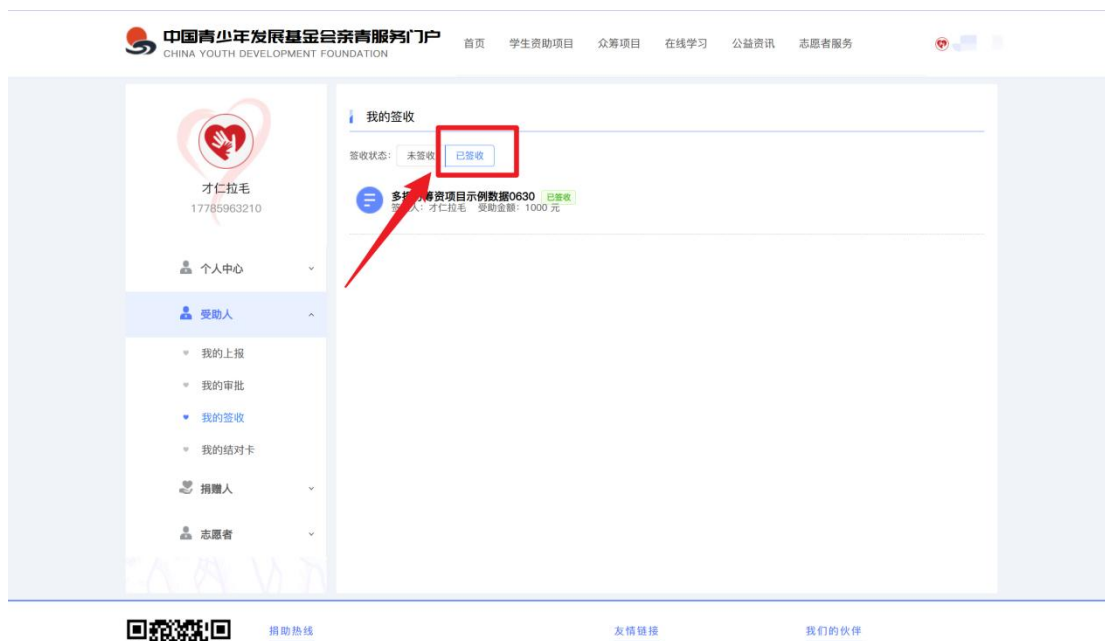 中国青少年发展基金会亲青服务门户
CHINA YOUTH DEVELOPMENT FOUNDATION
首页 学生资助项目 众筹项目 在线学习 公益资讯 志愿者服务
才仁拉毛
17785963210
个人中心
受助人
我的上报
我的审批
我的签收
我的结对卡
捐赠人
志愿者
我的签收
签收状态: 未签收 已签收
筹资项目示例数据0630 已签收
人: 才仁拉毛 受助金额: 1000 元
捐助热线 友情链接 我们的伙伴